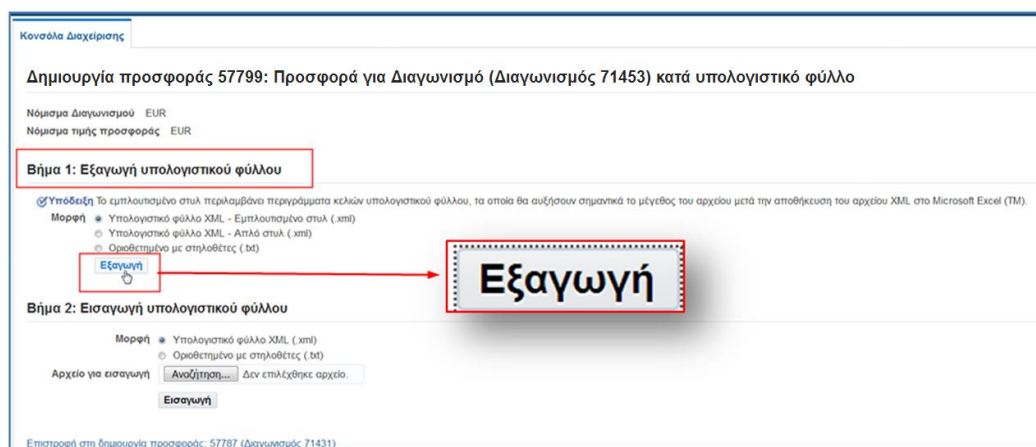 Κονσόλα Διαχείρισης
Δημιουργία προσφοράς 57799: Προσφορά για Διαγωνισμό (Διαγωνισμός 71453) κατά υπολογιστικό φύλλο
Νόμισμα Διαγωνισμού EUR
Νόμισμα τιμής προσφοράς EUR
Βήμα 1: Εξαγωγή υπολογιστικού φύλλου
Υπόδειξη Το εμπλουτισμένο στυλ περιλαμβάνει περιγράμματα κελιών υπολογιστικού φύλλου, τα οποία θα αυξήσουν σημαντικά το μέγεθος του αρχείου μετά την αποθήκευση του αρχείου XML στο Microsoft Excel (TM).
Μορφή Υπολογιστικό φύλλο XML - Εμπλουτισμένο στυλ (.xml)
Υπολογιστικό φύλλο XML - Απλό στυλ (.xml)
Οριοθετημένο με στηλοθέτες (.txt)
Εξαγωγή
Εξαγωγή
Βήμα 2: Εισαγωγή υπολογιστικού φύλλου
Μορφή Υπολογιστικό φύλλο XML (.xml)
Οριοθετημένο με στηλοθέτες (.txt)
Αρχείο για εισαγωγή Αναζήτηση... Δεν επιλέχθηκε αρχείο.
Εισαγωγή
Επιστροφή στη δημιουργία προσφοράς: 57787 (Διαγωνισμός 71431)